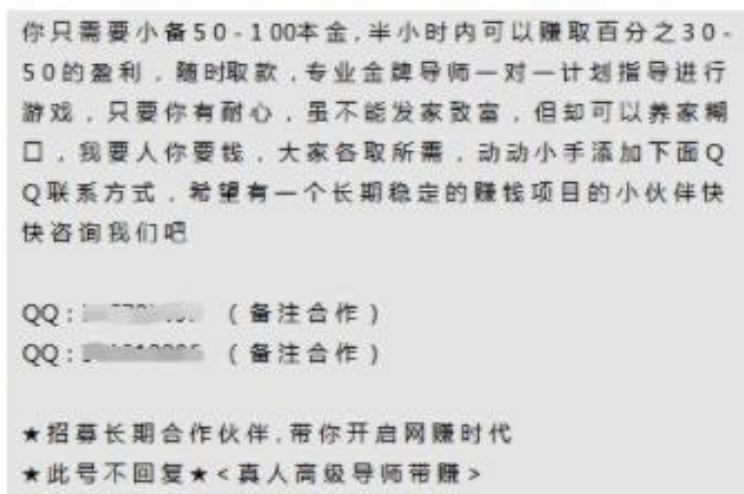 你只需要小备50-100本金,半小时内可以赚取百分之30-
50的盈利，随时取款，专业金牌导师一对一计划指导进行
游戏，只要你有耐心，虽不能发家致富，但却可以养家糊
口，我要人你要钱，大家各取所需，动动小手添加下面Q
Q联系方式，希望有一个长期稳定的赚钱项目的小伙伴快
快咨询我们吧
QQ: （备注合作）
QQ: （备注合作）
★招募长期合作伙伴,带你开启网赚时代
★此号不回复★<真人高级导师带赚>